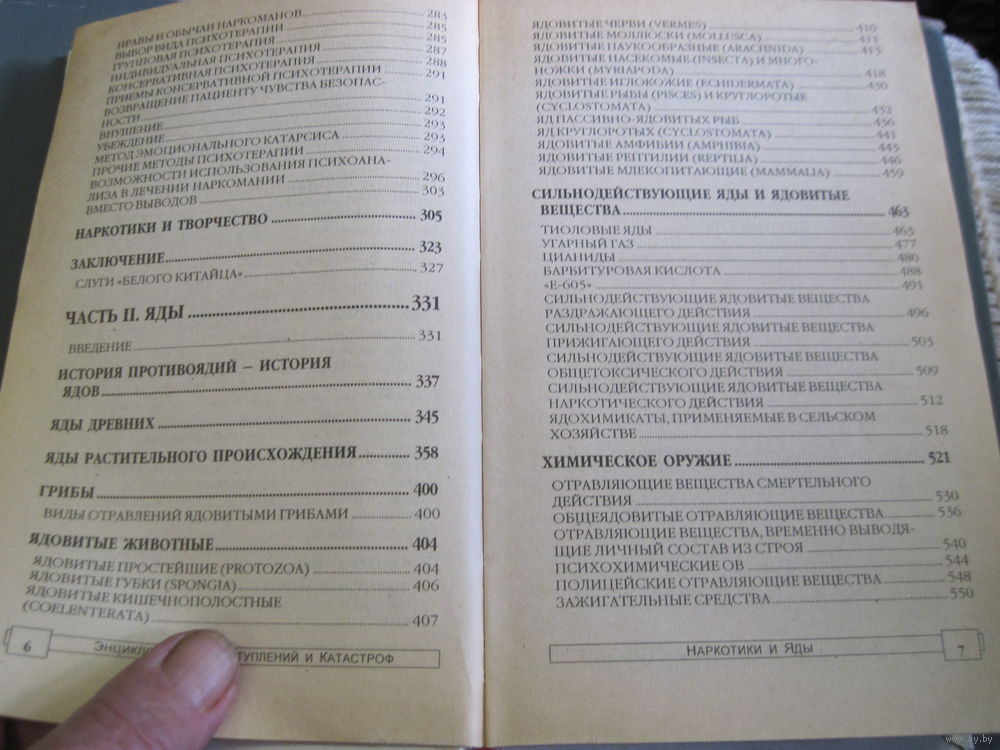 НРАВЫ И ОБЫЧАИ НАРКОМАНОВ 283
ВЫБОР ВИДА ПСИХОТЕРАПИИ 285
ГРУППОВАЯ ПСИХОТЕРАПИЯ 285
ИНДИВИДУАЛЬНАЯ ПСИХОТЕРАПИЯ 287
КОНСЕРВАТИВНАЯ ПСИХОТЕРАПИЯ 288
ПРИЕМЫ КОНСЕРВАТИВНОЙ ПСИХОТЕРАПИИ 291
ВОЗВРАЩЕНИЕ ПАЦИЕНТУ ЧУВСТВА БЕЗОПАС-
НОСТИ 291
ВНУШЕНИЕ 292
УБЕЖДЕНИЕ 293
МЕТОД ЭМОЦИОНАЛЬНОГО КАТАРСИСА 293
ПРОЧИЕ МЕТОДЫ ПСИХОТЕРАПИИ 294
ВОЗМОЖНОСТИ ИСПОЛЬЗОВАНИЯ ПСИХОАНА-
ЛИЗА В ЛЕЧЕНИИ НАРКОМАНИИ 296
ВМЕСТО ВЫВОДОВ 303
НАРКОТИКИ И ТВОРЧЕСТВО 305
ЗАКЛЮЧЕНИЕ 323
СЛУГИ «БЕЛОГО КИТАЙЦА» 327
ЧАСТЬ II. ЯДЫ 331
ВВЕДЕНИЕ 331
ИСТОРИЯ ПРОТИВОЯДИЙ – ИСТОРИЯ
ЯДОВ 337
ЯДЫ ДРЕВНИХ 345
ЯДЫ РАСТИТЕЛЬНОГО ПРОИСХОЖДЕНИЯ 358
ГРИБЫ 400
ВИДЫ ОТРАВЛЕНИЙ ЯДОВИТЫМИ ГРИБАМИ 400
ЯДОВИТЫЕ ЖИВОТНЫЕ 404
ЯДОВИТЫЕ ПРОСТЕЙШИЕ (PROTOZOA) 404
ЯДОВИТЫЕ ГУБКИ (SPONGIA) 406
ЯДОВИТЫЕ КИШЕЧНОПОЛОСТНЫЕ
(COELENTERATA) 407
6 ЭНЦИКЛО ТУПЛЕНИЙ И КАТАСТРОФ
ЯДОВИТЫЕ ЧЕРВИ (VERMES) 410
ЯДОВИТЫЕ МОЛЛЮСКИ (MOLLUSCA) 411
ЯДОВИТЫЕ ПАУКООБРАЗНЫЕ (ARACHNIDA) 413
ЯДОВИТЫЕ НАСЕКОМЫЕ (INSECTA) И МНОГО-
НОЖКИ (MYRIAPODA) 418
ЯДОВИТЫЕ ИГЛОКОЖИЕ (ECHIDERMATA) 430
ЯДОВИТЫЕ РЫБЫ (PISCES) И КРУГЛОРОТЫЕ
(CYCLOSTOMATA) 432
ЯД ПАССИВНО-ЯДОВИТЫХ РЫБ 436
ЯД КРУГЛОРОТЫХ (CYCLOSTOMATA) 441
ЯДОВИТЫЕ АМФИБИИ (AMPHIBIA) 443
ЯДОВИТЫЕ РЕПТИЛИИ (REPTILIA) 446
ЯДОВИТЫЕ МЛЕКОПИТАЮЩИЕ (MAMMALIA) 459
СИЛЬНОДЕЙСТВУЮЩИЕ ЯДЫ И ЯДОВИТЫЕ
ВЕЩЕСТВА 463
ТИОЛОВЫЕ ЯДЫ 463
УГАРНЫЙ ГАЗ 477
ЦИАНИДЫ 480
БАРБИТУРОВАЯ КИСЛОТА 488
«Е-605» 491
СИЛЬНОДЕЙСТВУЮЩИЕ ЯДОВИТЫЕ ВЕЩЕСТВА
РАЗДРАЖАЮЩЕГО ДЕЙСТВИЯ 496
СИЛЬНОДЕЙСТВУЮЩИЕ ЯДОВИТЫЕ ВЕЩЕСТВА
ПРИЖИГАЮЩЕГО ДЕЙСТВИЯ 503
СИЛЬНОДЕЙСТВУЮЩИЕ ЯДОВИТЫЕ ВЕЩЕСТВА
ОБЩЕТОКСИЧЕСКОГО ДЕЙСТВИЯ 509
СИЛЬНОДЕЙСТВУЮЩИЕ ЯДОВИТЫЕ ВЕЩЕСТВА
НАРКОТИЧЕСКОГО ДЕЙСТВИЯ 512
ЯДОХИМИКАТЫ, ПРИМЕНЯЕМЫЕ В СЕЛЬСКОМ
ХОЗЯЙСТВЕ 518
ХИМИЧЕСКОЕ ОРУЖИЕ 521
ОТРАВЛЯЮЩИЕ ВЕЩЕСТВА СМЕРТЕЛЬНОГО
ДЕЙСТВИЯ 530
ОБЩЕЯДОВИТЫЕ ОТРАВЛЯЮЩИЕ ВЕЩЕСТВА 536
ОТРАВЛЯЮЩИЕ ВЕЩЕСТВА, ВРЕМЕННО ВЫВОДЯ-
ЩИЕ ЛИЧНЫЙ СОСТАВ ИЗ СТРОЯ 540
ПСИХОХИМИЧЕСКИЕ ОВ 544
ПОЛИЦЕЙСКИЕ ОТРАВЛЯЮЩИЕ ВЕЩЕСТВА 548
ЗАЖИГАТЕЛЬНЫЕ СРЕДСТВА 550
НАРКОТИКИ И ЯДЫ 7
www.ay.by